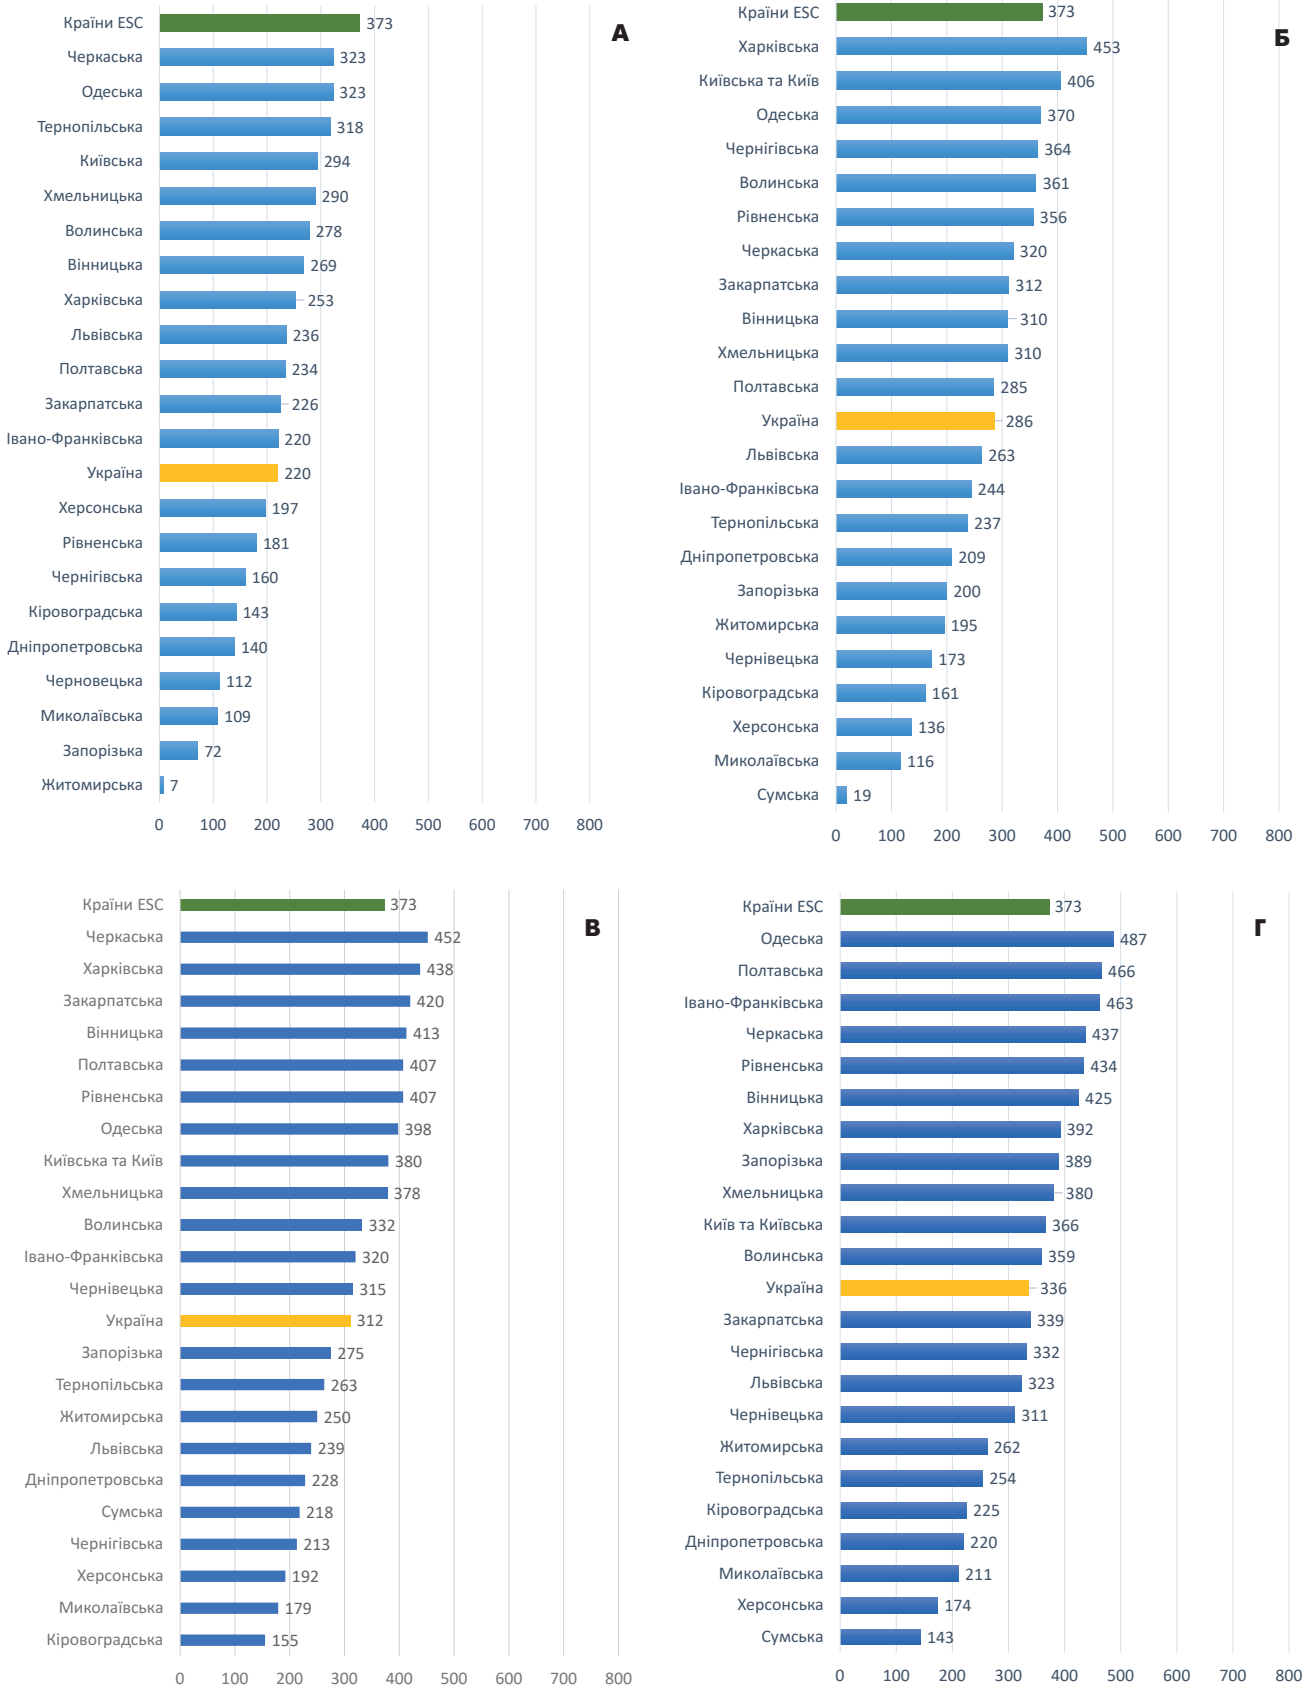 А
Країни ESC 373
Черкаська 323
Одеська 323
Тернопільська 318
Київська 294
Хмельницька 290
Волинська 278
Вінницька 269
Харківська 253
Львівська 236
Полтавська 234
Закарпатська 226
Івано-Франківська 220
Україна 220
Херсонська 197
Рівненська 181
Чернігівська 160
Кіровоградська 143
Дніпропетровська 140
Черновецька 112
Миколаївська 109
Запорізька 72
Житомирська 7
0 100 200 300 400 500 600 700 800
Б
Країни ESC 373
Харківська 453
Київська та Київ 406
Одеська 370
Чернігівська 364
Волинська 361
Рівненська 356
Черкаська 320
Закарпатська 312
Вінницька 310
Хмельницька 310
Полтавська 285
Україна 286
Львівська 263
Івано-Франківська 244
Тернопільська 237
Дніпропетровська 209
Запорізька 200
Житомирська 195
Чернівецька 173
Кіровоградська 161
Херсонська 136
Миколаївська 116
Сумська 19
0 100 200 300 400 500 600 700 800
В
Країни ESC 373
Черкаська 452
Харківська 438
Закарпатська 420
Вінницька 413
Полтавська 407
Рівненська 407
Одеська 398
Київська та Київ 380
Хмельницька 378
Волинська 332
Івано-Франківська 320
Чернівецька 315
Україна 312
Запорізька 275
Тернопільська 263
Житомирська 250
Львівська 239
Дніпропетровська 228
Сумська 218
Чернігівська 213
Херсонська 192
Миколаївська 179
Кіровоградська 155
0 100 200 300 400 500 600 700 800
Г
Країни ESC 373
Одеська 487
Полтавська 466
Івано-Франківська 463
Черкаська 437
Рівненська 434
Вінницька 425
Харківська 392
Запорізька 389
Хмельницька 380
Київ та Київська 366
Волинська 359
Україна 336
Закарпатська 339
Чернігівська 332
Львівська 323
Чернівецька 311
Житомирська 262
Тернопільська 254
Кіровоградська 225
Дніпропетровська 220
Миколаївська 211
Херсонська 174
Сумська 143
0 100 200 300 400 500 600 700 800